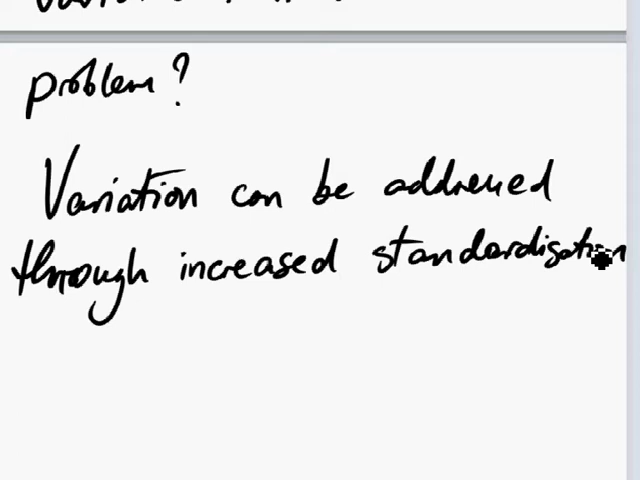 problem?
Variation can be addressed
through increased standardisation